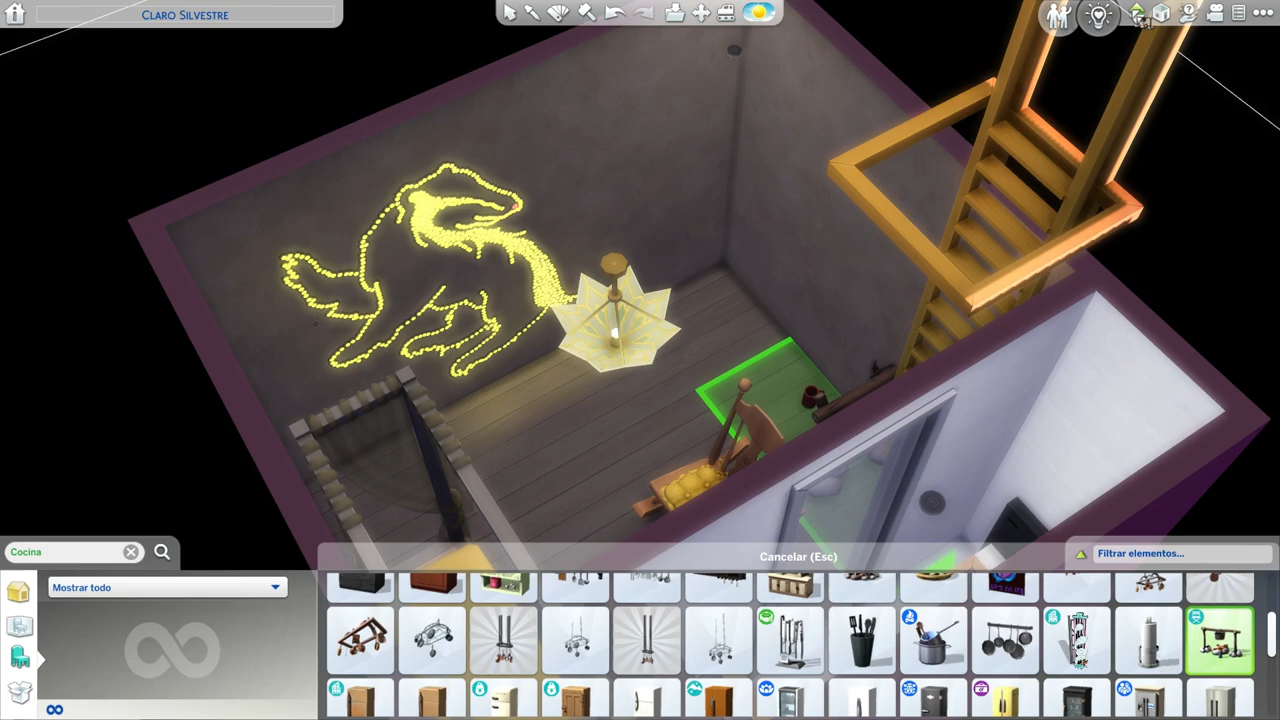 Claro Silvestre
Cocina
Cancelar (Esc)
Filtrar elementos...
Mostrar todo